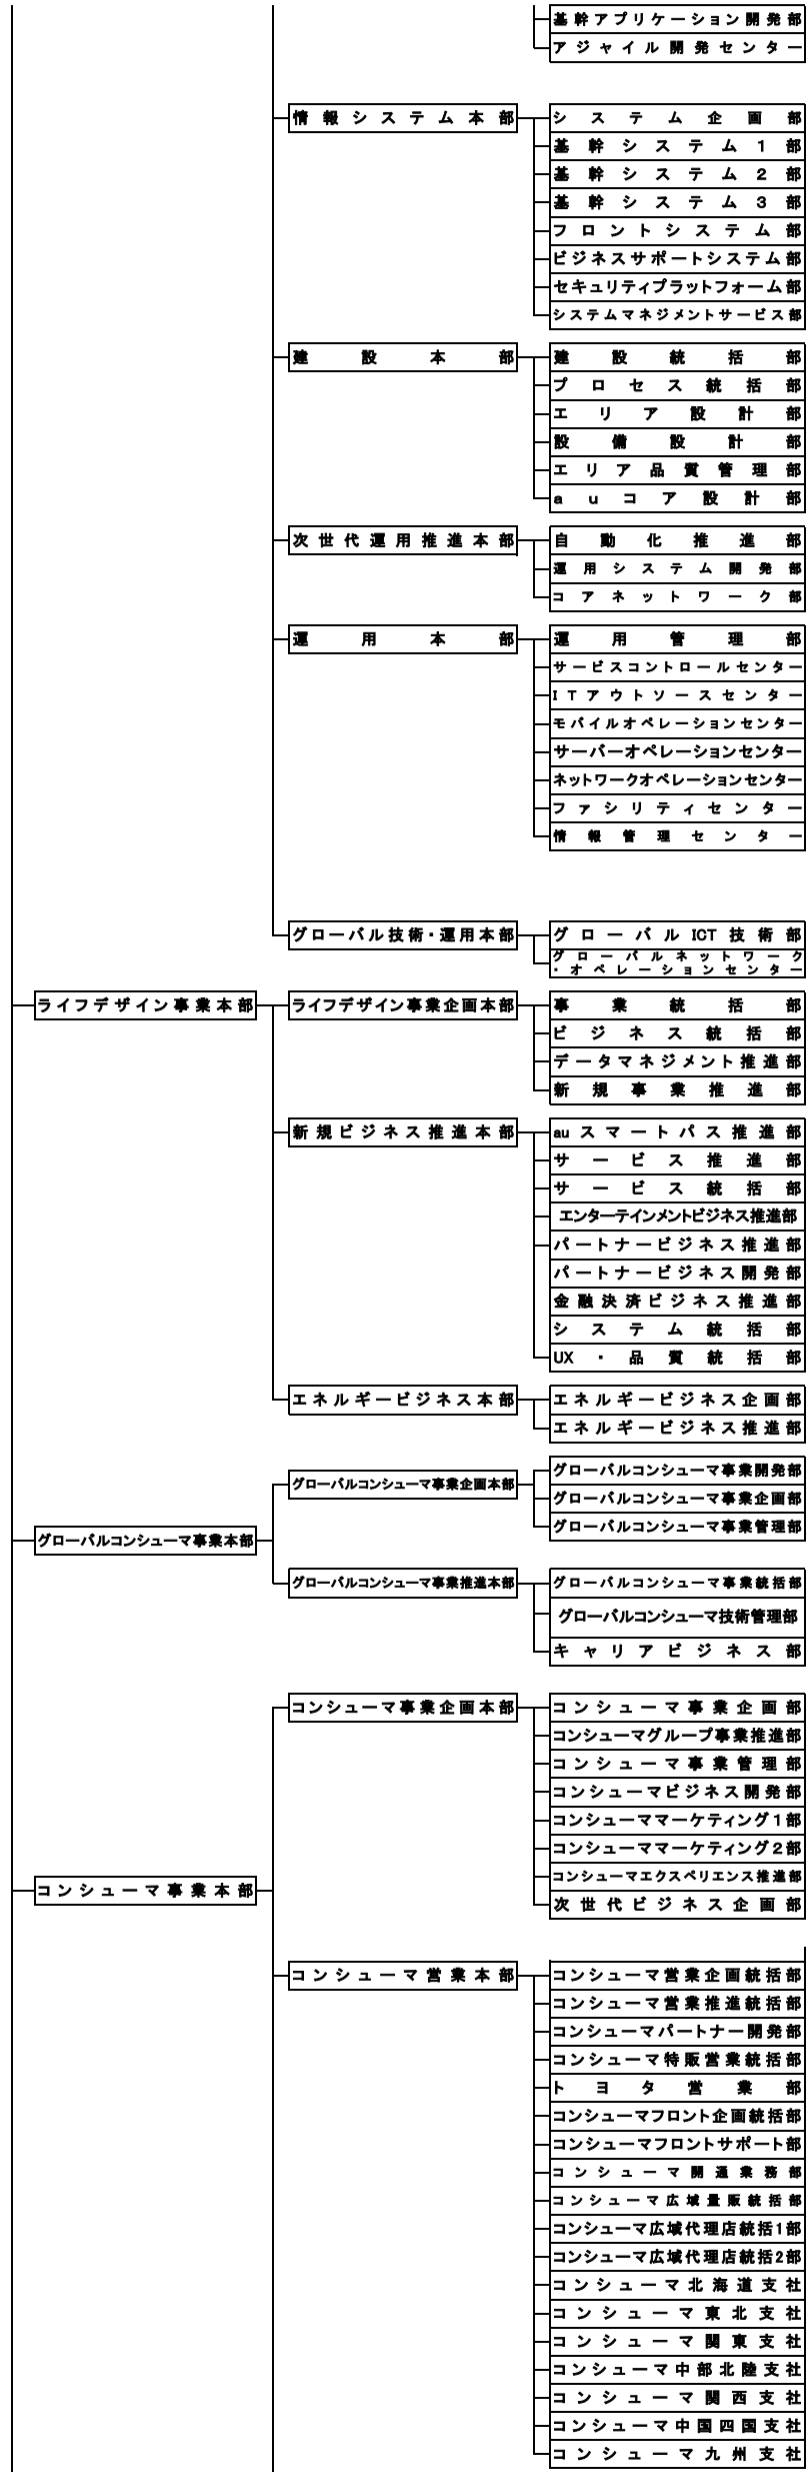 基幹アプリケーション開発部
アジャイル開発センター
情報システム本部
システム企画部
基幹システム1部
基幹システム2部
基幹システム3部
フロントシステム部
ビジネスサポートシステム部
セキュリティプラットフォーム部
システムマネジメントサービス部
建設本部
建設統括部
プロセス統括部
エリア設計部
設備設計部
エリア品質管理部
auコア設計部
次世代運用推進本部
自動化推進部
運用システム開発部
コアネットワーク部
運用本部
運用管理部
サービスコントロールセンター
ITアウトソースセンター
モバイルオペレーションセンター
サーバーオペレーションセンター
ネットワークオペレーションセンター
ファシリティセンター
情報管理センター
グローバル技術・運用本部
グローバルICT技術部
グローバルネットワーク
・オペレーションセンター
ライフデザイン事業本部
ライフデザイン事業企画本部
事業統括部
ビジネス統括部
データマネジメント推進部
新規事業推進部
新規ビジネス推進本部
auスマートパス推進部
サービス推進部
サービス統括部
エンターテインメントビジネス推進部
パートナービジネス推進部
パートナービジネス開発部
金融決済ビジネス推進部
システム統括部
UX・品質統括部
エネルギービジネス本部
エネルギービジネス企画部
エネルギービジネス推進部
グローバルコンシューマ事業本部
グローバルコンシューマ事業企画本部
グローバルコンシューマ事業開発部
グローバルコンシューマ事業企画部
グローバルコンシューマ事業管理部
グローバルコンシューマ事業推進本部
グローバルコンシューマ事業統括部
グローバルコンシューマ技術管理部
キャリアビジネス部
コンシューマ事業本部
コンシューマ事業企画本部
コンシューマ事業企画部
コンシューマグループ事業推進部
コンシューマ事業管理部
コンシューマビジネス開発部
コンシューママーケティング1部
コンシューママーケティング2部
コンシューマエクスペリエンス推進部
次世代ビジネス企画部
コンシューマ営業本部
コンシューマ営業企画統括部
コンシューマ営業推進統括部
コンシューマパートナー開発部
コンシューマ特販営業統括部
トヨタ営業部
コンシューマフロント企画統括部
コンシューマフロントサポート部
コンシューマ開通業務部
コンシューマ広域量販統括部
コンシューマ広域代理店統括1部
コンシューマ広域代理店統括2部
コンシューマ北海道支社
コンシューマ東北支社
コンシューマ関東支社
コンシューマ中部北陸支社
コンシューマ関西支社
コンシューマ中国四国支社
コンシューマ九州支社